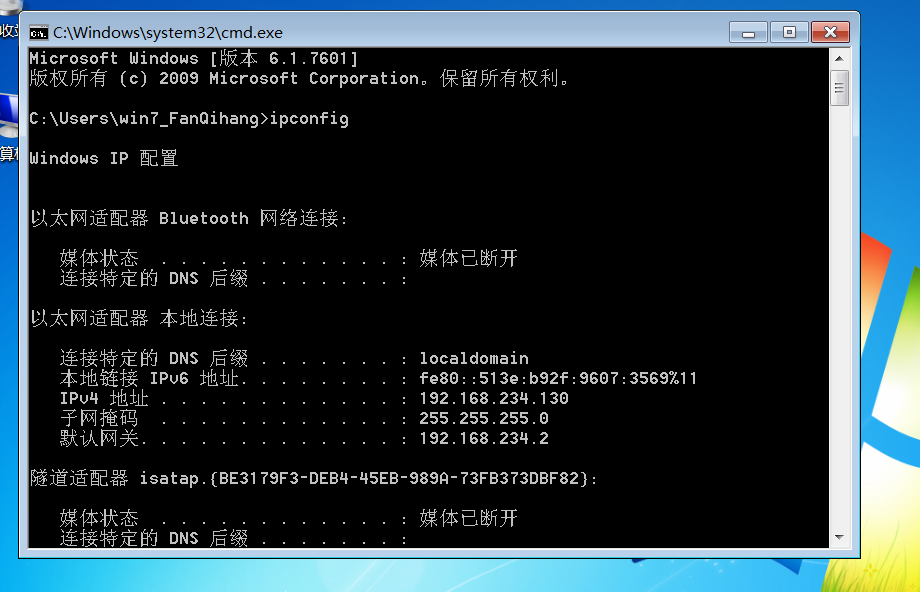 C:\Windows\system32\cmd.exe
Microsoft Windows [版本 6.1.7601]
版权所有 (c) 2009 Microsoft Corporation。保留所有权利。
C:\Users\win7_FanQihang>ipconfig
Windows IP 配置
以太网适配器 Bluetooth 网络连接:
媒体状态  . . . . . . . . . . . . : 媒体已断开
连接特定的 DNS 后缀 . . . . . . . :
以太网适配器 本地连接:
连接特定的 DNS 后缀 . . . . . . . : localdomain
本地链接 IPv6 地址. . . . . . . . : fe80::513e:b92f:9607:3569%11
IPv4 地址 . . . . . . . . . . . . : 192.168.234.130
子网掩码  . . . . . . . . . . . . : 255.255.255.0
默认网关. . . . . . . . . . . . . : 192.168.234.2
隧道适配器 isatap.{BE3179F3-DEB4-45EB-989A-73FB373DBF82}:
媒体状态  . . . . . . . . . . . . : 媒体已断开
连接特定的 DNS 后缀 . . . . . . . :